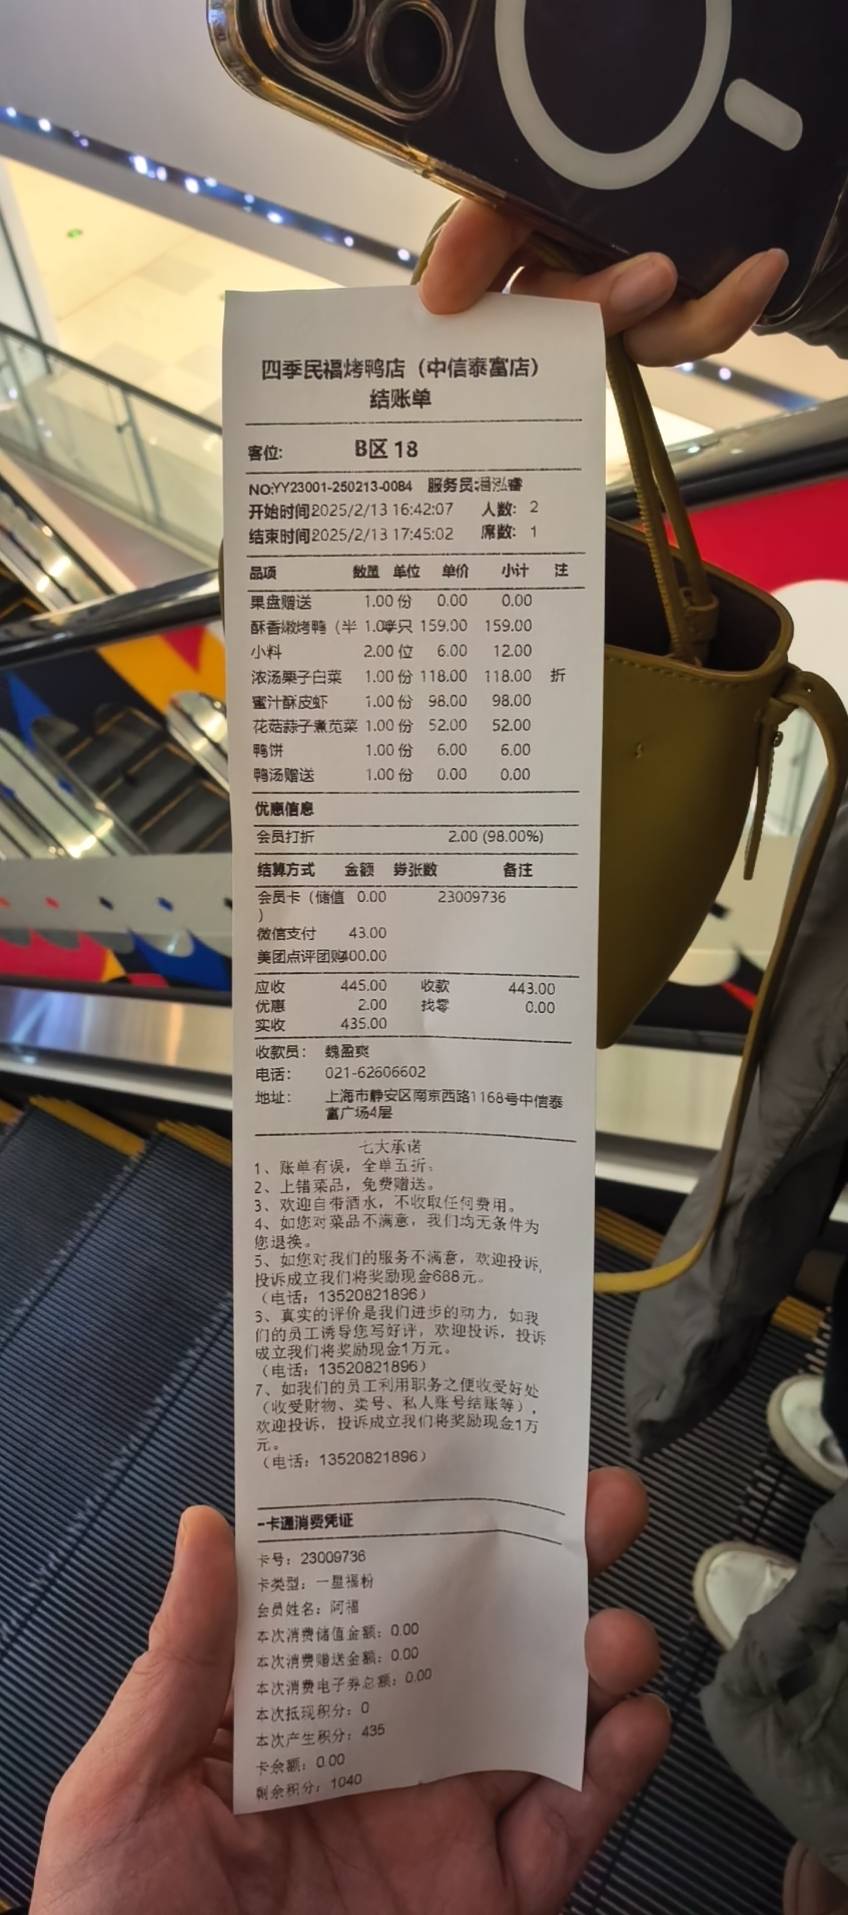 四季民福烤鸭店（中信泰富店）
结账单
客位: B区 18
NO:YY23001-250213-0084 服务员:泓睿
开始时间2025/2/13 16:42:07 人数: 2
结束时间2025/2/13 17:45:02 席数: 1
品项 数量 单位 单价 小计 注
果盘赠送 1.00 份 0.00 0.00
酥香嫩烤鸭（半 1.00 只 159.00 159.00
小料 2.00 位 6.00 12.00
浓汤栗子白菜 1.00 份 118.00 118.00 折
蜜汁酥皮虾 1.00 份 98.00 98.00
花菇蒜子煮苋菜 1.00 份 52.00 52.00
鸭饼 1.00 份 6.00 6.00
鸭汤赠送 1.00 份 0.00 0.00
优惠信息
会员打折 2.00 (98.00%)
结算方式 金额 券张数 备注
会员卡（储值 0.00 23009736
）
微信支付 43.00
美团点评团购400.00
应收 445.00 收款 443.00
优惠 2.00 找零 0.00
实收 435.00
收款员: 魏盈爽
电话: 021-62606602
地址: 上海市静安区南京西路1168号中信泰
富广场4层
七大承诺
1、账单有误，全单五折。
2、上错菜品，免费赠送。
3、欢迎自带酒水，不收取任何费用。
4、如您对菜品不满意，我们均无条件为
您退换。
5、如您对我们的服务不满意，欢迎投诉，
投诉成立我们将奖励现金688元。
（电话：13520821896）
6、真实的评价是我们进步的动力，如我
们的员工诱导您写好评，欢迎投诉，投诉
成立我们将奖励现金1万元。
（电话：13520821896）
7、如我们的员工利用职务之便收受好处
（收受财物、卖号、私人账号结账等），
欢迎投诉，投诉成立我们将奖励现金1万
元。
（电话：13520821896）
一卡通消费凭证
卡号：23009736
卡类型：一星福粉
会员姓名：阿福
本次消费储值金额：0.00
本次消费赠送金额：0.00
本次消费电子券总额：0.00
本次抵现积分：0
本次产生积分：435
卡余额：0.00
剩余积分：1040